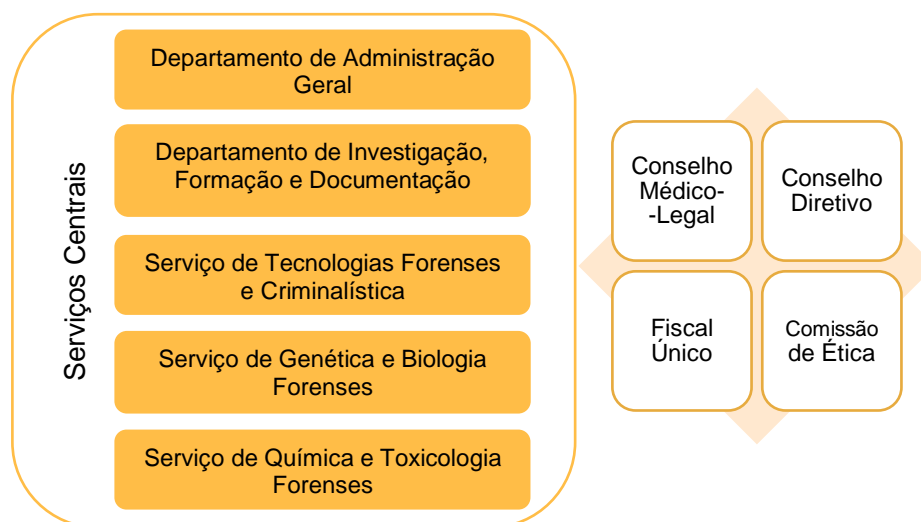 Serviços Centrais
Departamento de Administração
Geral
Departamento de Investigação,
Formação e Documentação
Serviço de Tecnologias Forenses
e Criminalística
Serviço de Genética e Biologia
Forenses
Serviço de Química e Toxicologia
Forenses
Conselho
Médico-
-Legal
Conselho
Diretivo
Fiscal
Único
Comissão
de Ética